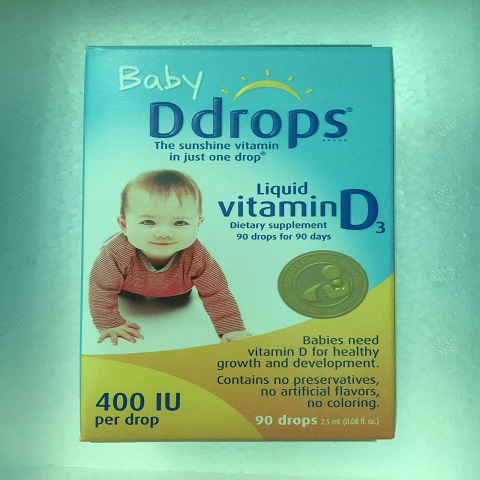 Baby
Ddrops®
BRAND
The sunshine vitamin
in just one drop®
Liquid
vitamin D3
Dietary supplement
90 drops for 90 days
Babies need
vitamin D for healthy
growth and development.
Contains no preservatives,
no artificial flavors,
no coloring.
400 IU
per drop
90 drops 2.5 mL (0.08 fl. oz.)